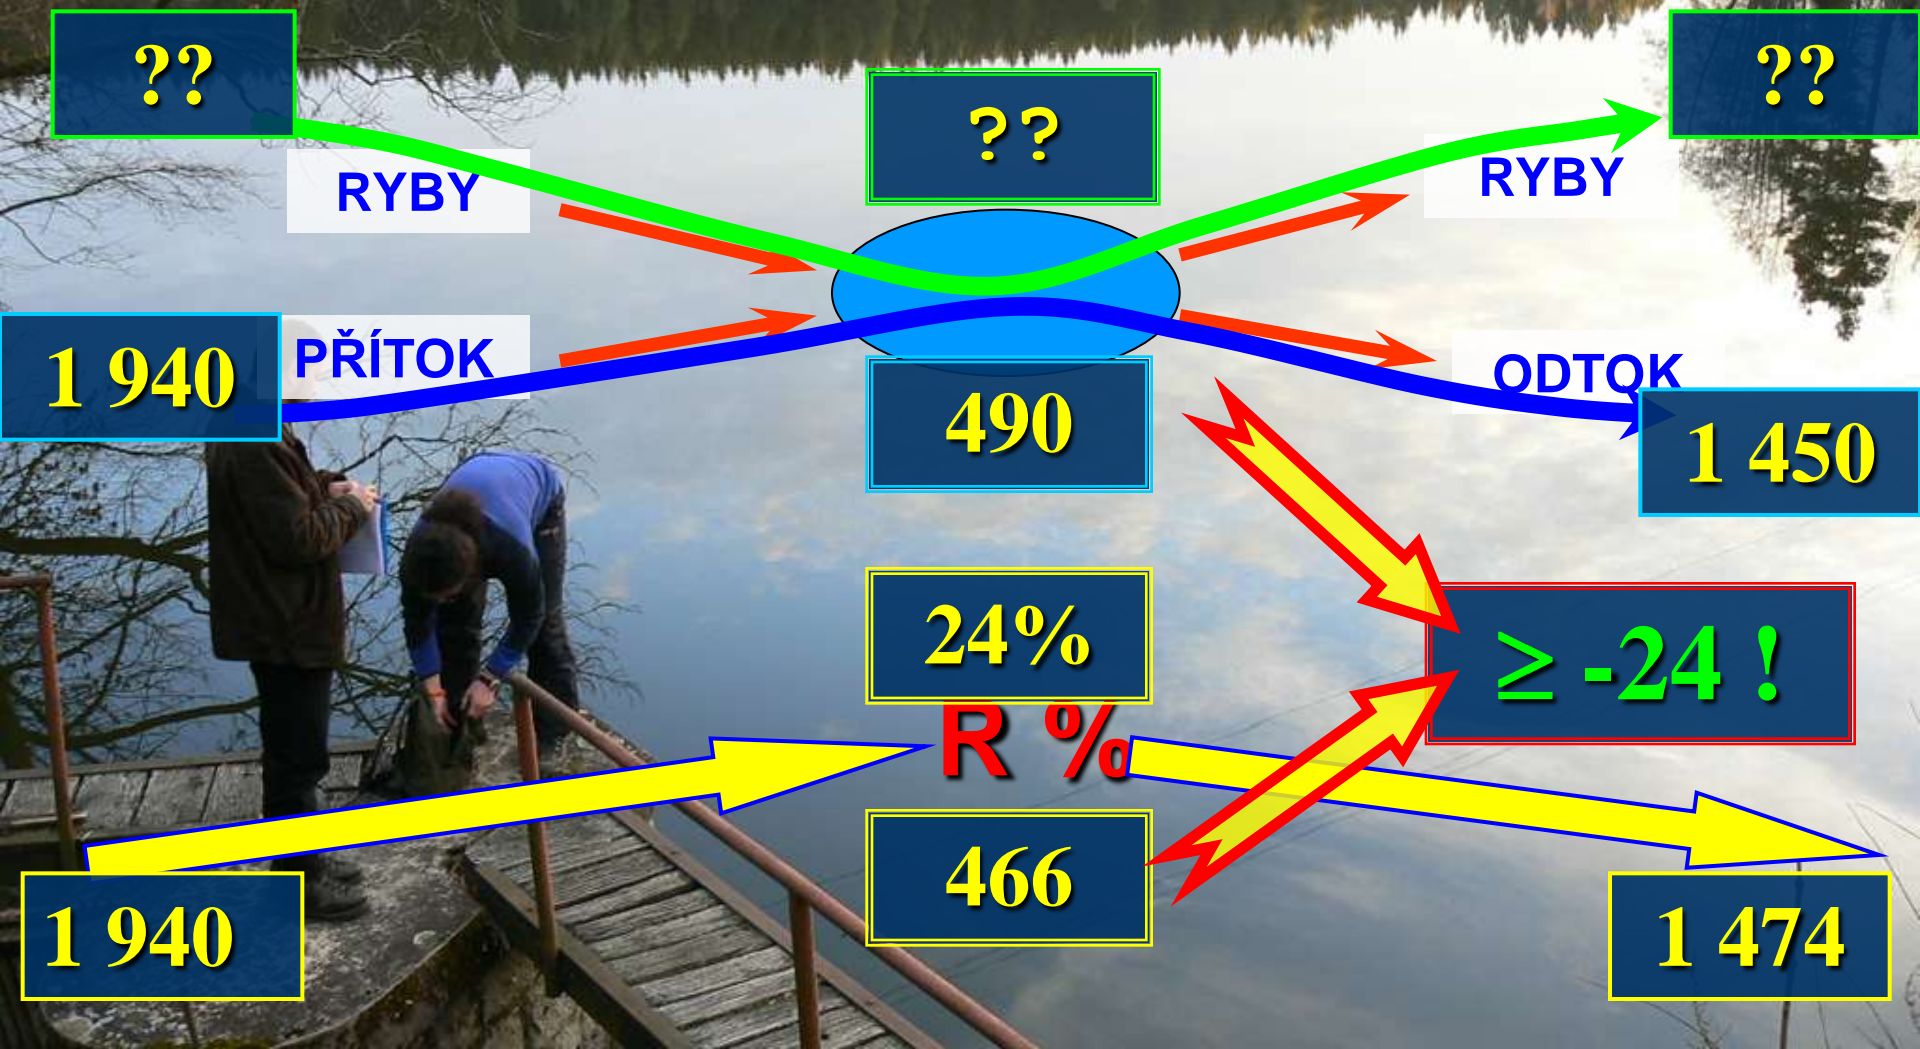 ??
??
??
RYBY
RYBY
1 940
PŘÍTOK
ODTOK
490
1 450
24%
≥ -24 !
R %
466
1 940
1 474